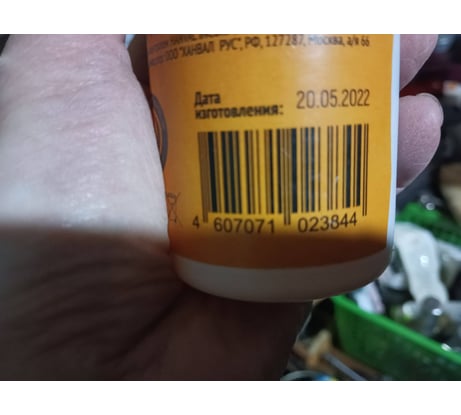 ООО "ХАНВАЛ РУС", РФ, 127287, Москва, а/я 66
Дата
изготовления: 20.05.2022
4 607071 023844